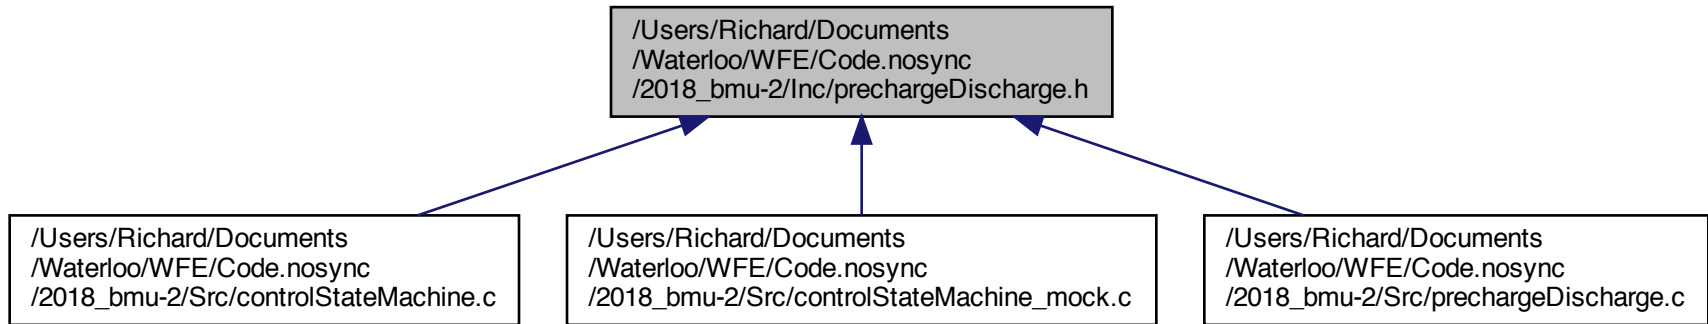 /Users/Richard/Documents
/Waterloo/WFE/Code.nosync
/2018_bmu-2/Inc/prechargeDischarge.h
/Users/Richard/Documents
/Waterloo/WFE/Code.nosync
/2018_bmu-2/Src/controlStateMachine.c
/Users/Richard/Documents
/Waterloo/WFE/Code.nosync
/2018_bmu-2/Src/controlStateMachine_mock.c
/Users/Richard/Documents
/Waterloo/WFE/Code.nosync
/2018_bmu-2/Src/prechargeDischarge.c